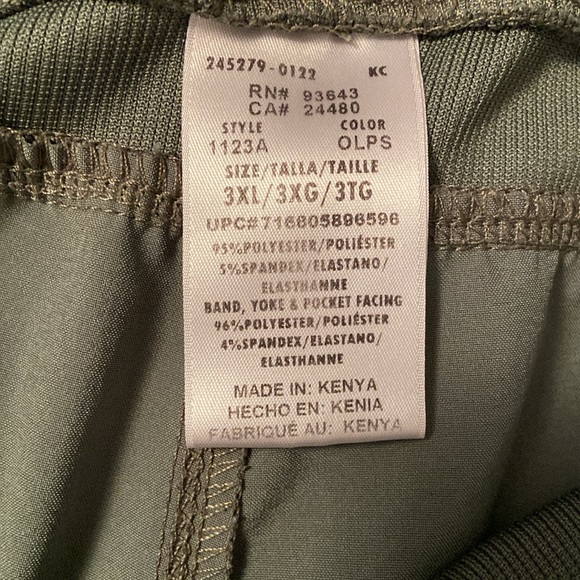 245279-0122 KC
RN# 93643
CA# 24480
STYLE COLOR
1123A OLPS
SIZE/TALLA/TAILLE
3XL/3XG/3TG
UPC#716605896596
95%POLYESTER/POLIÉSTER
5%SPANDEX/ELASTANO/
ELASTHANNE
BAND, YOKE & POCKET FACING
96%POLYESTER/POLIÉSTER
4%SPANDEX/ELASTANO/
ELASTHANNE
MADE IN: KENYA
HECHO EN: KENIA
FABRIQUÉ AU: KENYA